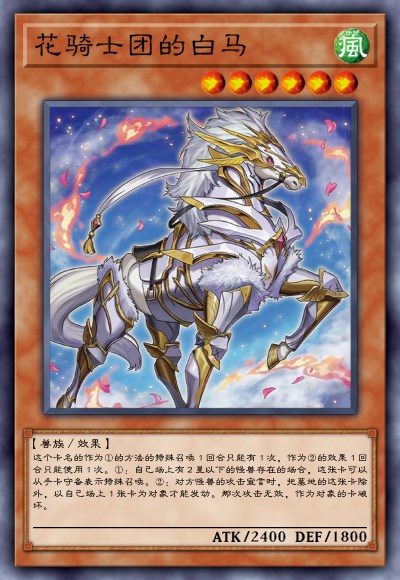 花骑士团的白马
風
【兽族／效果】
这个卡名的作为①的方法的特殊召唤1回合只能有1次，作为②的效果1回
合只能使用1次。①：自己场上有2星以下的怪兽存在的场合，这张卡可以
从手卡守备表示特殊召唤。②：对方怪兽的攻击宣言时，把墓地的这张卡除
外，以自己场上1张卡为对象才能发动。那次攻击无效，作为对象的卡破
坏。
ATK/2400 DEF/1800